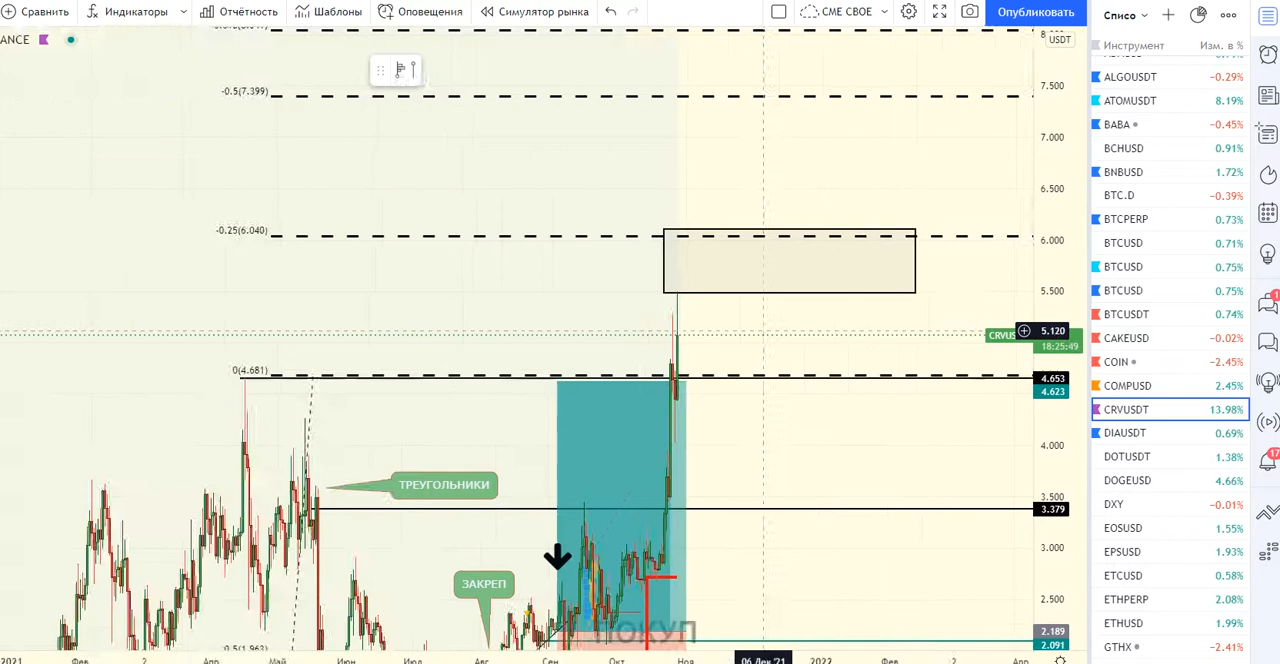 Сравнить Индикаторы Отчётность Шаблоны Оповещения Симулятор рынка CME СВОЕ Опубликовать Списо
ANCE USDT Инструмент Изм. в %
-0.5(7.399)
-0.25(6.040)
0(4.681)
-0.5(1.963)
ТРЕУГОЛЬНИКИ
ЗАКРЕП
ПОКУП
7.500
7.000
6.500
6.000
5.500
CRVUS 5.120
18:25:49
4.653
4.623
4.000
3.500
3.379
3.000
2.500
2.189
2.091
2021 Фев 2 Апр Май Июн Июл Авг Сен Окт Ноя 06 Дек '21 2022 Фев 2 Апр
ALGOUSDT −0.29%
ATOMUSDT 8.19%
BABA −0.45%
BCHUSD 0.91%
BNBUSD 1.72%
BTC.D −0.39%
BTCPERP 0.73%
BTCUSD 0.71%
BTCUSD 0.75%
BTCUSD 0.75%
BTCUSDT 0.74%
CAKEUSD −0.02%
COIN −2.45%
COMPUSD 2.45%
CRVUSDT 13.98%
DIAUSDT 0.69%
DOTUSDT 1.38%
DOGEUSD 4.66%
DXY −0.01%
EOSUSD 1.55%
EPSUSD 1.93%
ETCUSD 0.58%
ETHPERP 2.08%
ETHUSD 1.99%
GTHX −2.41%
1
17